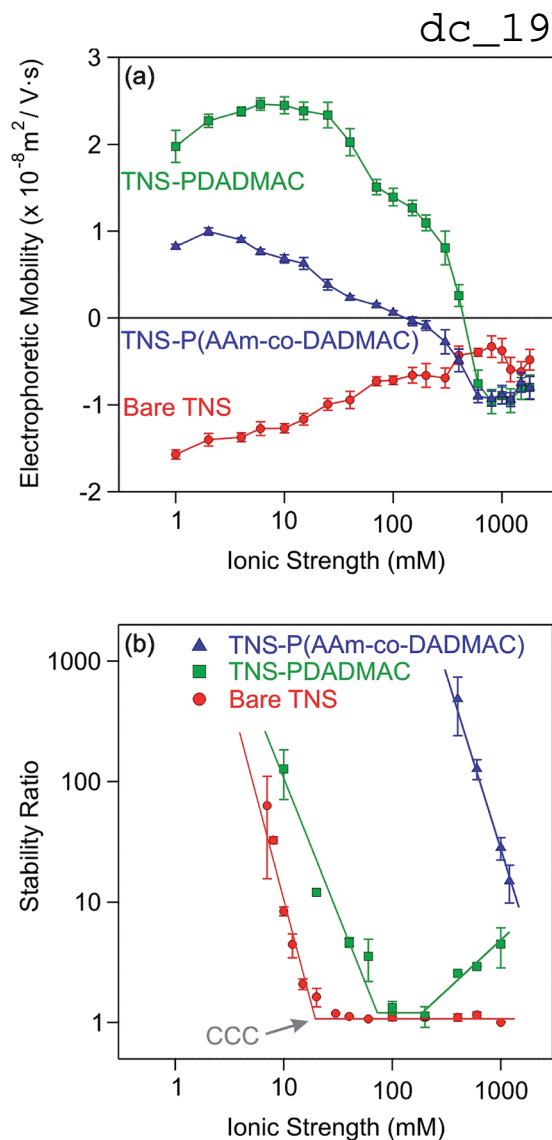 dc_19
(a)
3
2
1
0
-1
-2
Electrophoretic Mobility (x 10⁻⁸m² / V·s)
TNS-PDADMAC
TNS-P(AAm-co-DADMAC)
Bare TNS
1 10 100 1000
Ionic Strength (mM)
(b)
TNS-P(AAm-co-DADMAC)
TNS-PDADMAC
Bare TNS
1000
100
10
1
Stability Ratio
CCC
1 10 100 1000
Ionic Strength (mM)